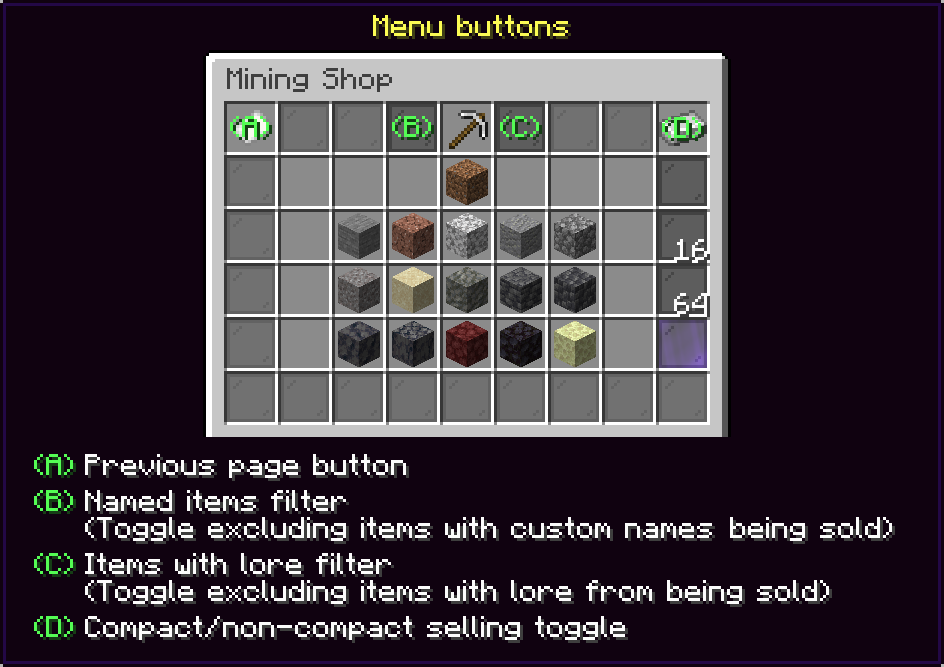 Menu buttons
Mining Shop
(A) (B) (C) (D)
16
64
(A) Previous page button
(B) Named items filter
(Toggle excluding items with custom names being sold)
(C) Items with lore filter
(Toggle excluding items with lore from being sold)
(D) Compact/non-compact selling toggle